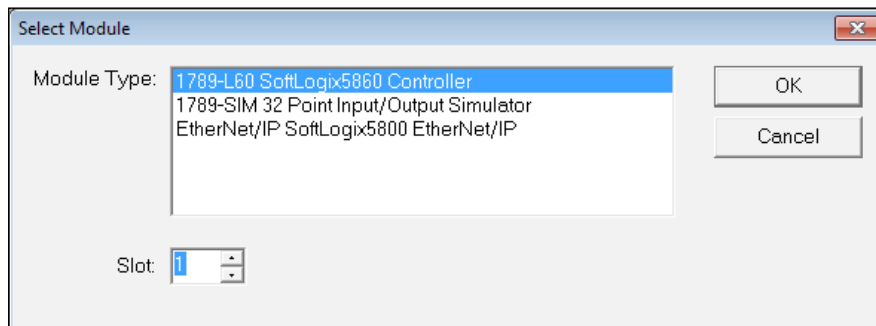 Select Module
Module Type:
1789-L60 SoftLogix5860 Controller
1789-SIM 32 Point Input/Output Simulator
EtherNet/IP SoftLogix5800 EtherNet/IP
OK
Cancel
Slot:
1